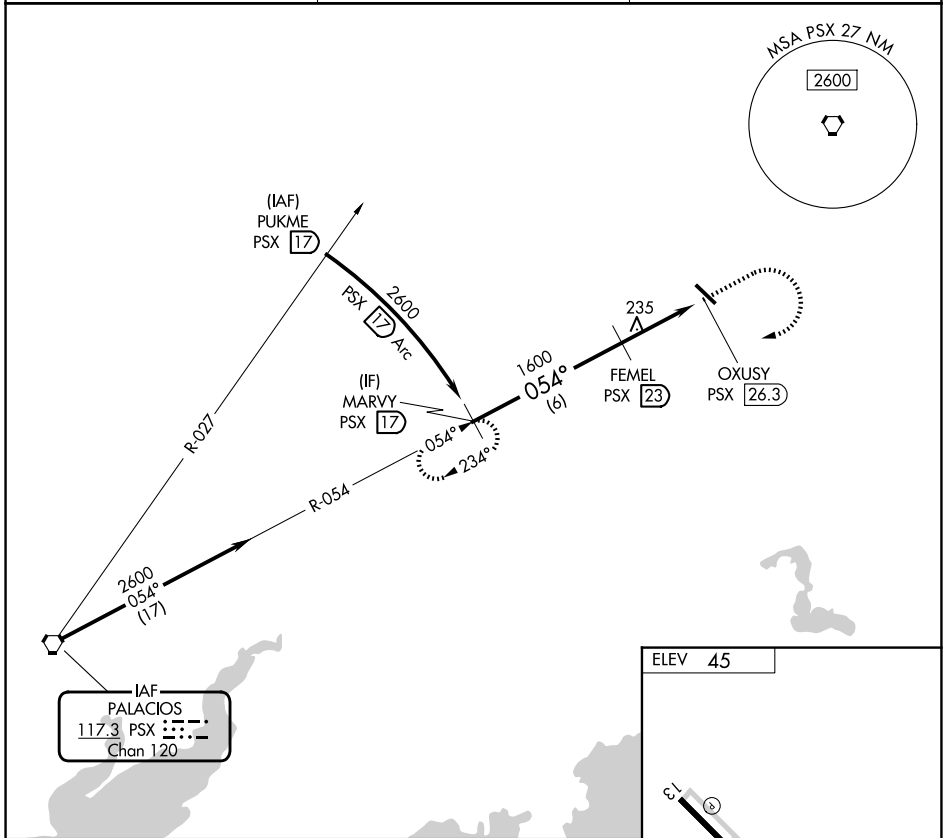 MSA PSX 27 NM
2600
(IAF)
PUKME
PSX 17
2600
PSX 17 Arc
R-027
(IF)
MARVY
PSX 17
054°
234°
1600
054°
(6)
235
FEMEL
PSX 23
OXUSY
PSX 26.3
R-054
2600
054°
(17)
IAF
PALACIOS
117.3 PSX
Chan 120
ELEV 45
13
P